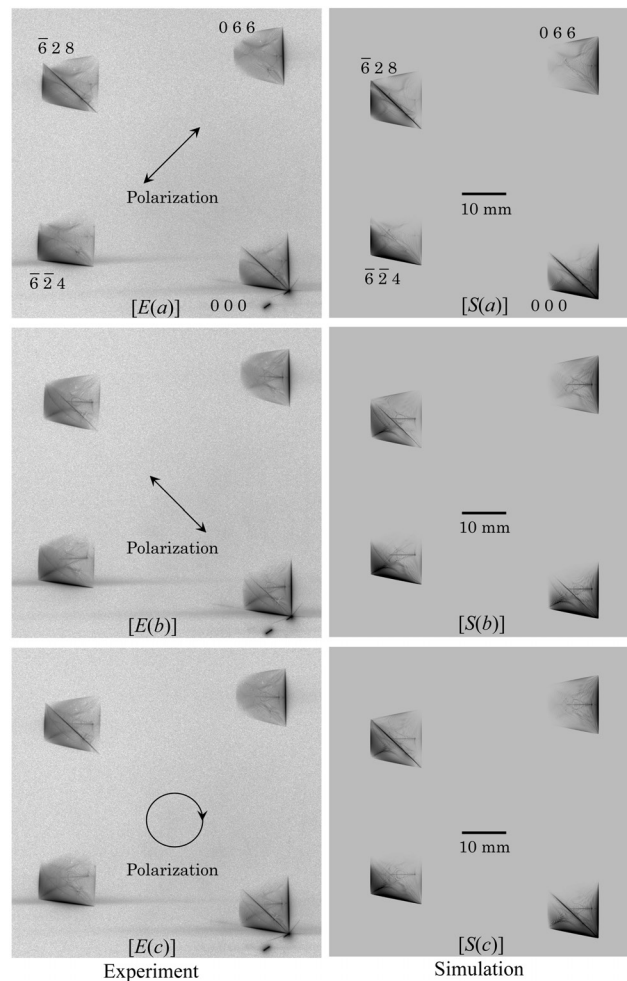 6̅ 2 8
0 6 6
Polarization
6̅ 2̅ 4
0 0 0
[E(a)]
6̅ 2 8
0 6 6
10 mm
6̅ 2̅ 4
0 0 0
[S(a)]
Polarization
[E(b)]
10 mm
[S(b)]
Polarization
[E(c)]
10 mm
[S(c)]
Experiment
Simulation